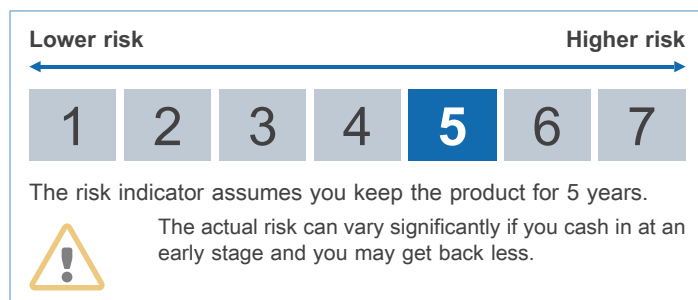 Lower risk Higher risk
1 2 3 4 5 6 7
The risk indicator assumes you keep the product for 5 years.
The actual risk can vary significantly if you cash in at an
early stage and you may get back less.